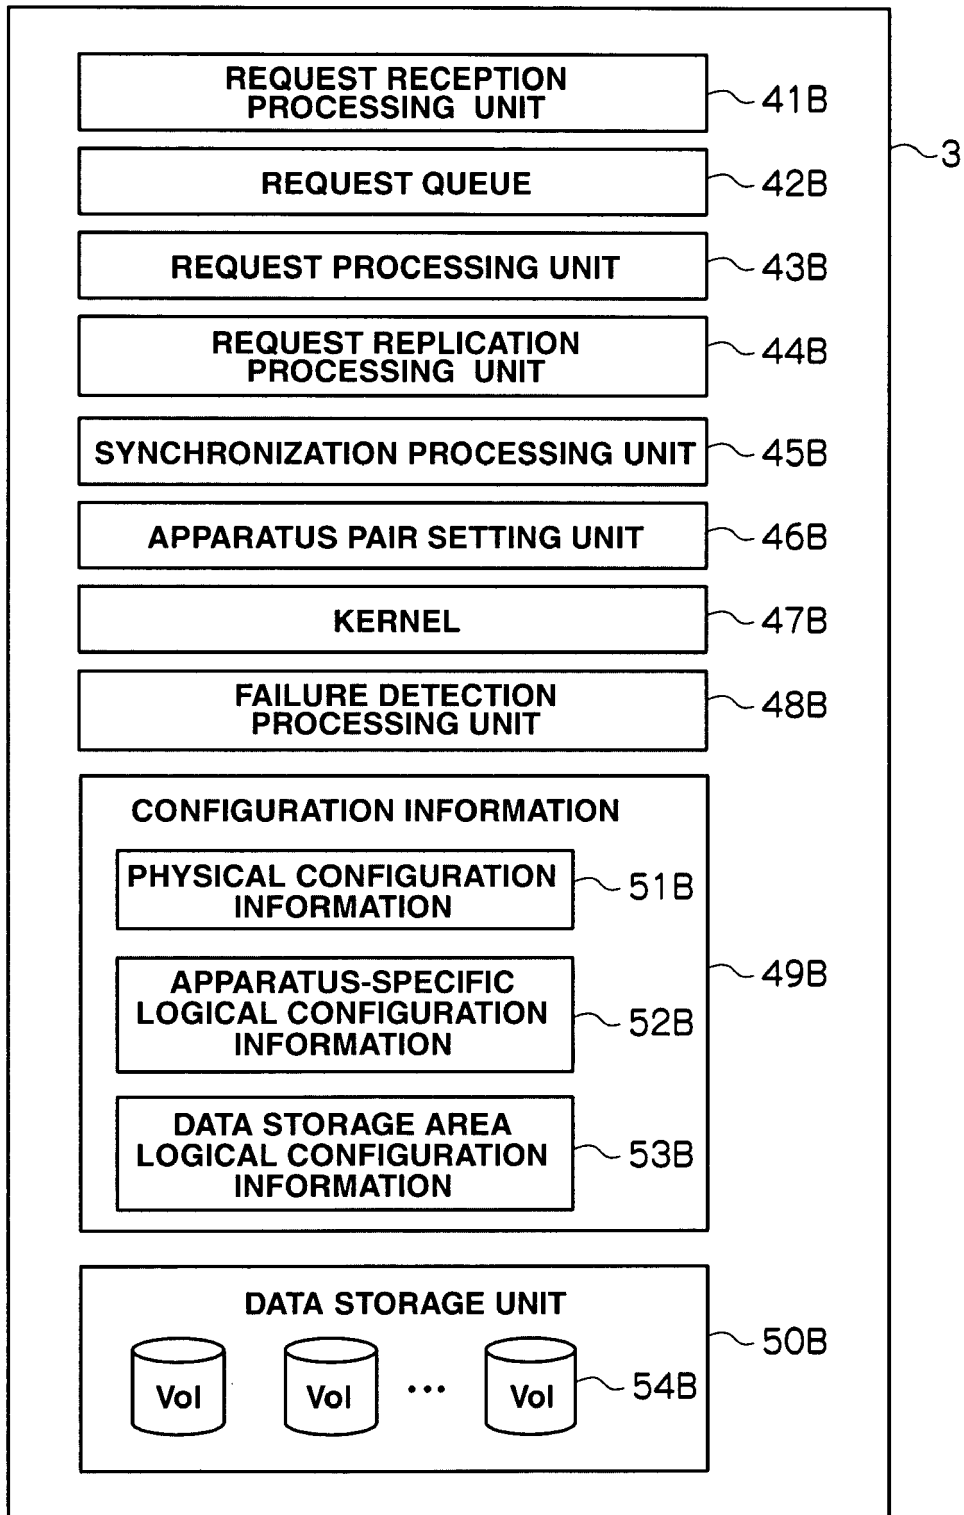 REQUEST RECEPTION
PROCESSING UNIT
41B
3
REQUEST QUEUE
42B
REQUEST PROCESSING UNIT
43B
REQUEST REPLICATION
PROCESSING UNIT
44B
SYNCHRONIZATION PROCESSING UNIT
45B
APPARATUS PAIR SETTING UNIT
46B
KERNEL
47B
FAILURE DETECTION
PROCESSING UNIT
48B
CONFIGURATION INFORMATION
PHYSICAL CONFIGURATION
INFORMATION
51B
49B
APPARATUS-SPECIFIC
LOGICAL CONFIGURATION
INFORMATION
52B
DATA STORAGE AREA
LOGICAL CONFIGURATION
INFORMATION
53B
DATA STORAGE UNIT
50B
Vol Vol ... Vol
54B